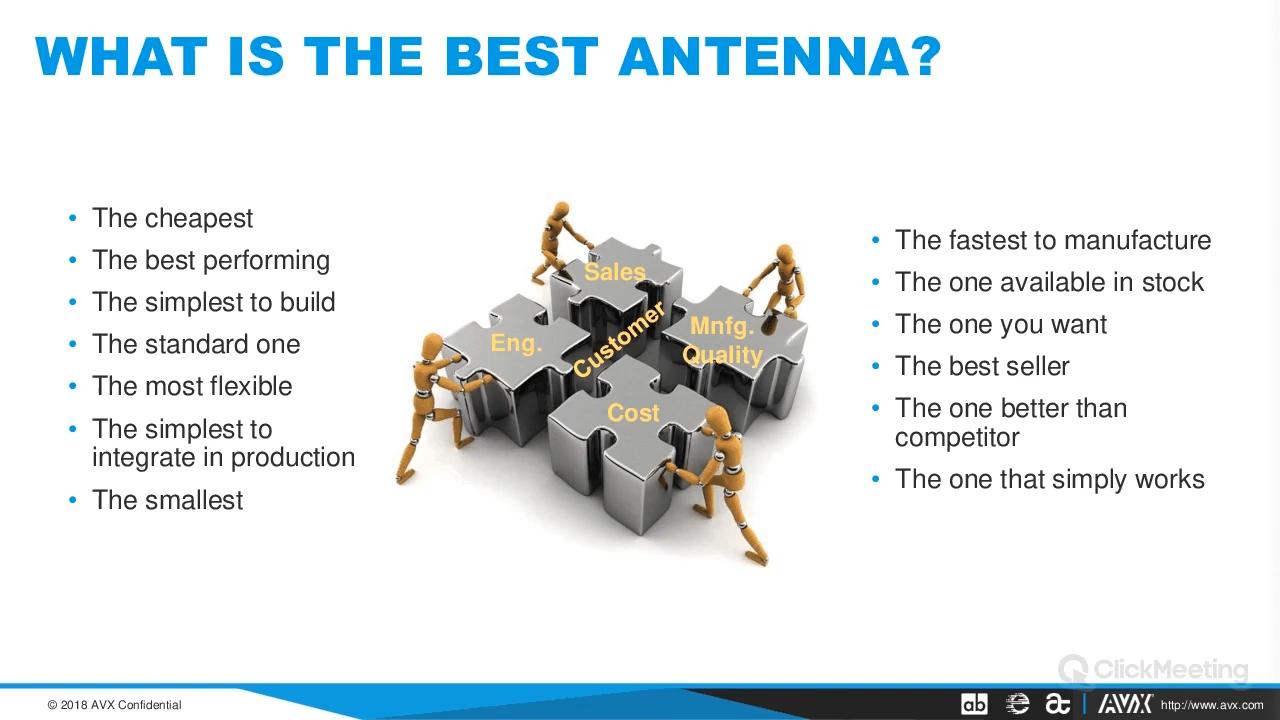 WHAT IS THE BEST ANTENNA?
• The cheapest
• The best performing
• The simplest to build
• The standard one
• The most flexible
• The simplest to
integrate in production
• The smallest
Sales
Eng.
Customer
Mnfg.
Quality
Cost
• The fastest to manufacture
• The one available in stock
• The one you want
• The best seller
• The one better than
competitor
• The one that simply works
ClickMeeting
© 2018 AVX Confidential
ab
AVX
http://www.avx.com